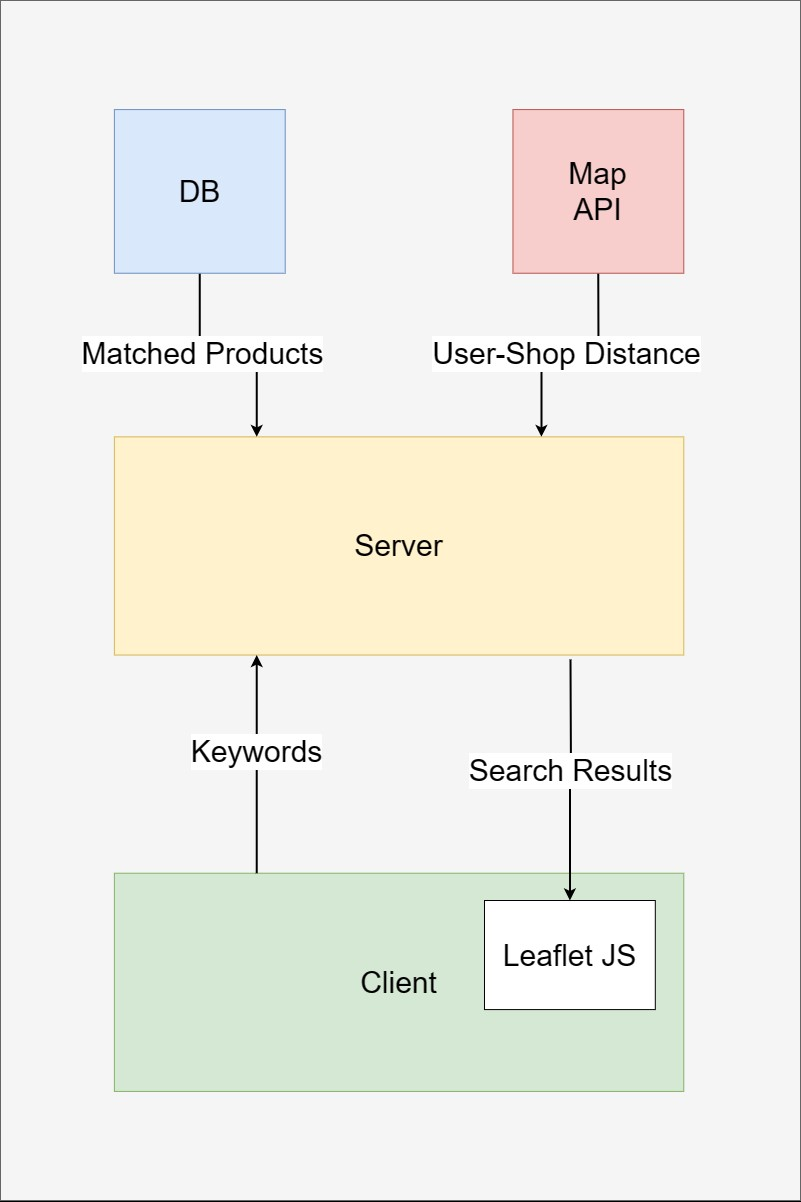 DB
Map
API
Matched Products
User-Shop Distance
Server
Keywords
Search Results
Leaflet JS
Client